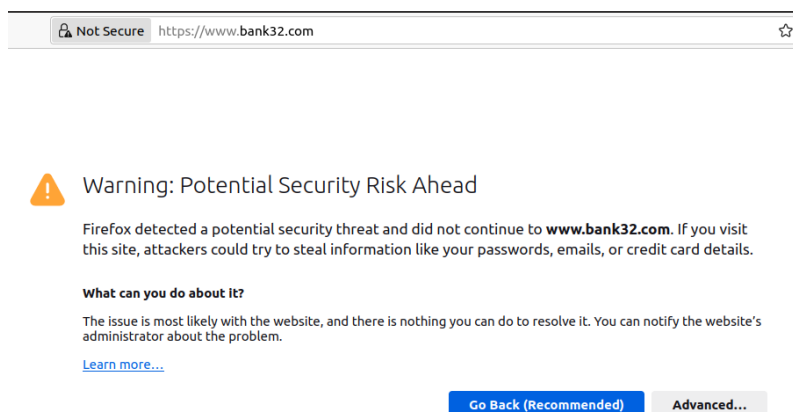 Not Secure https://www.bank32.com
Warning: Potential Security Risk Ahead
Firefox detected a potential security threat and did not continue to www.bank32.com. If you visit
this site, attackers could try to steal information like your passwords, emails, or credit card details.
What can you do about it?
The issue is most likely with the website, and there is nothing you can do to resolve it. You can notify the website's
administrator about the problem.
Learn more…
Go Back (Recommended) Advanced...